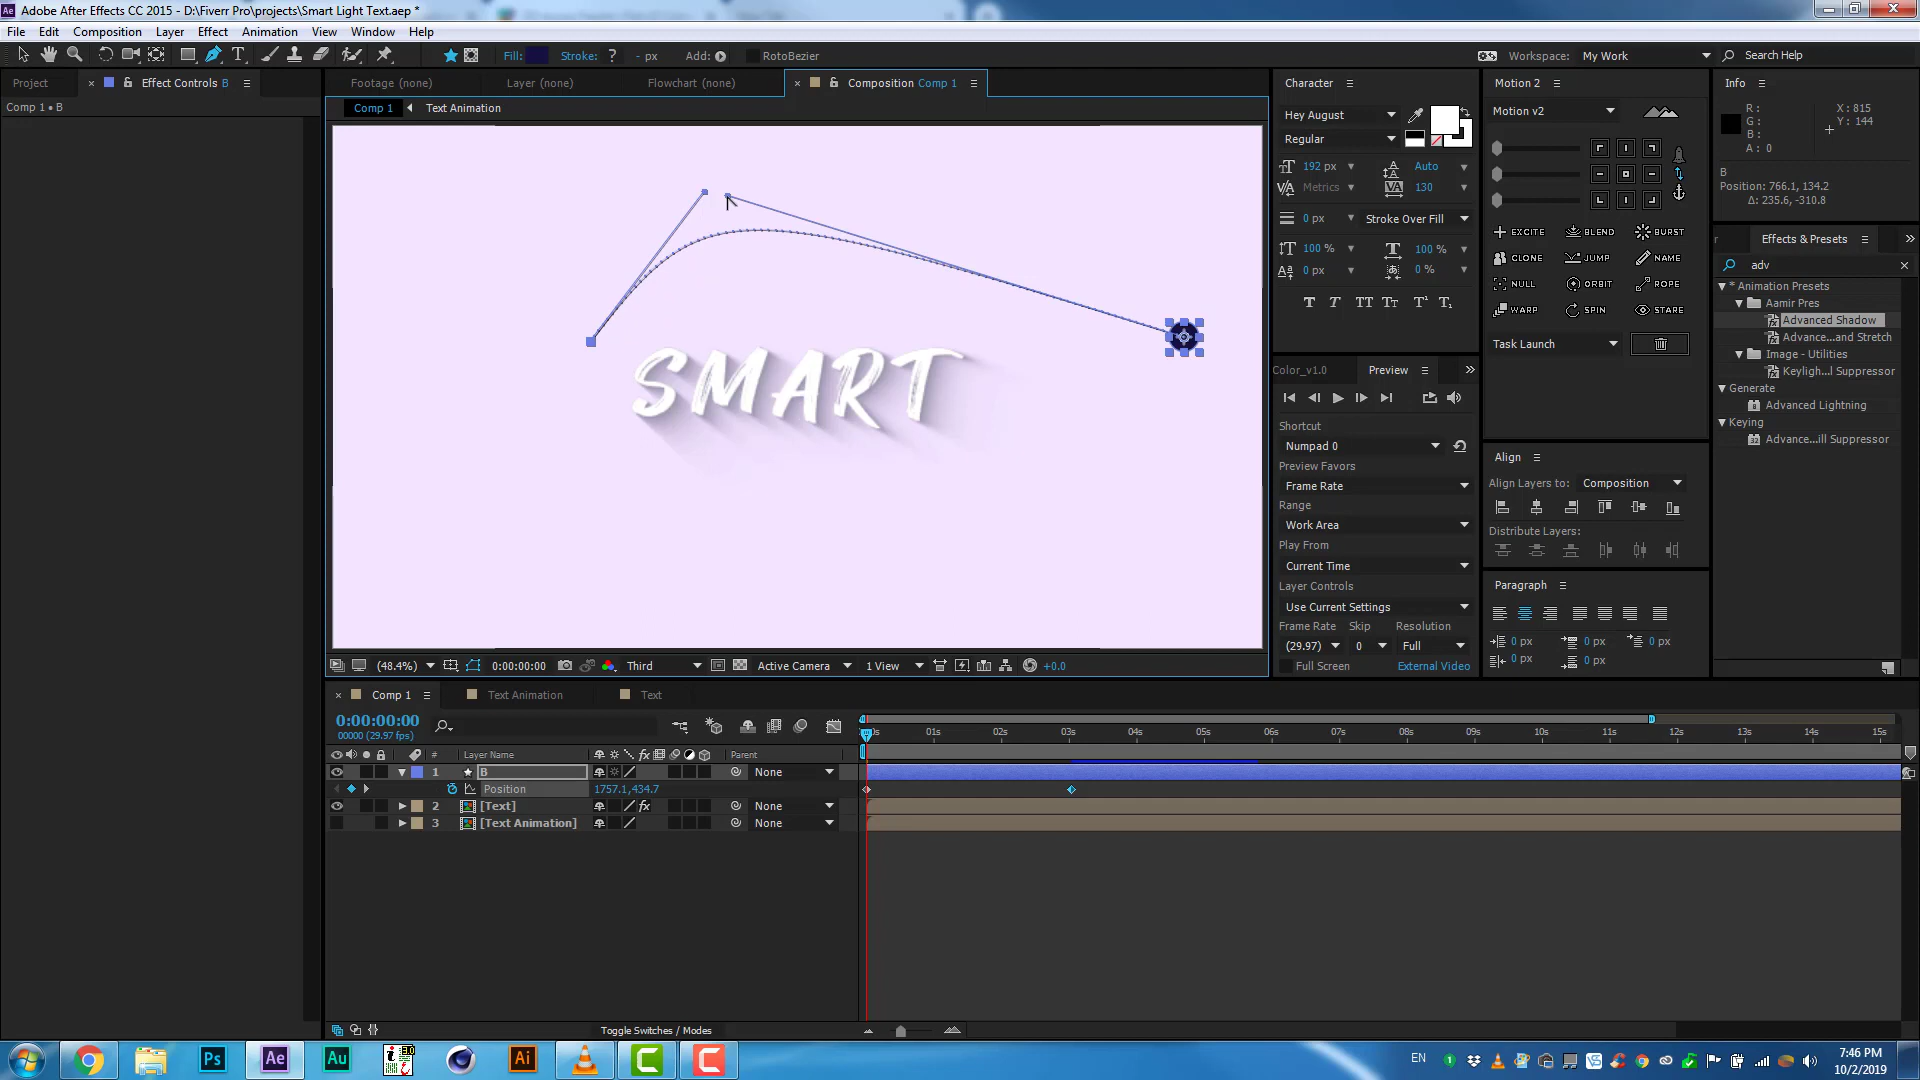 Adobe After Effects CC 2015 - D:\Fiverr Pro\projects\Smart Light Text.aep *
File Edit Composition Layer Effect Animation View Window Help
Fill: Stroke: ? - px Add: RotoBezier Workspace: My Work Search Help
Project Effect Controls B Footage (none) Layer (none) Flowchart (none) Composition Comp 1
Comp 1 • B
Comp 1 Text Animation
SMART
(48.4%) 0:00:00:00 Third Active Camera 1 View +0.0
Character
Hey August
Regular
192 px Auto
Metrics 130
0 px Stroke Over Fill
100 % 100 %
0 px 0 %
T T TT Tt T¹ T₁
Color_v1.0 Preview
Shortcut
Numpad 0
Preview Favors
Frame Rate
Range
Work Area
Play From
Current Time
Layer Controls
Use Current Settings
Frame Rate Skip Resolution
(29.97) 0 Full
Full Screen External Video
Motion 2
Motion v2
EXCITE BLEND BURST
CLONE JUMP NAME
NULL ORBIT ROPE
WARP SPIN STARE
Task Launch
Align
Align Layers to: Composition
Distribute Layers:
Paragraph
0 px 0 px 0 px
0 px 0 px
Info
R: X: 815
G: Y: 144
B:
A: 0
B
Position: 766.1, 134.2
Δ: 235.6, -310.8
Effects & Presets
adv
* Animation Presets
Aamir Pres
Advanced Shadow
Advance...and Stretch
Image - Utilities
Keyligh...l Suppressor
Generate
Advanced Lightning
Keying
Advance...ill Suppressor
Comp 1 Text Animation Text
0:00:00:00
00000 (29.97 fps)
# Layer Name Parent
1 B None
Position 1757.1,434.7
2 [Text] None
3 [Text Animation] None
01s 02s 03s 04s 05s 06s 07s 08s 09s 10s 11s 12s 13s 14s 15s
Toggle Switches / Modes
Ps Ae Au Ai
EN
7:46 PM
10/2/2019